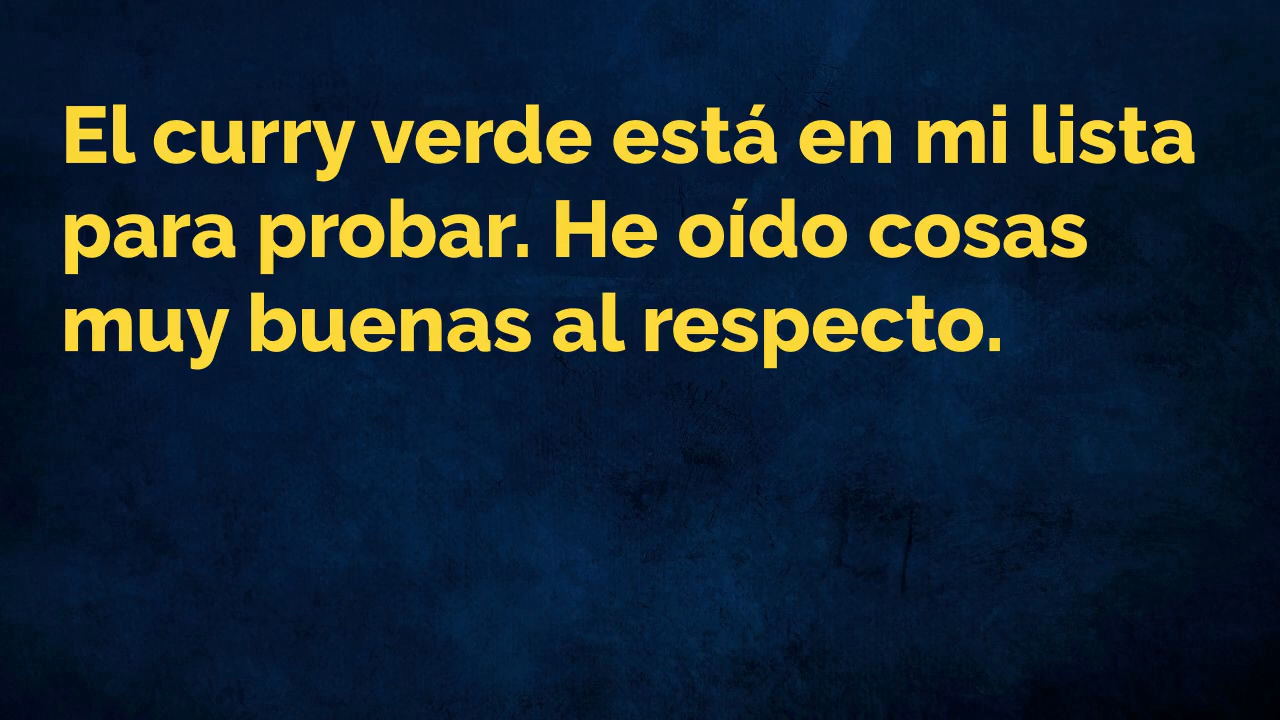 El curry verde está en mi lista
para probar. He oído cosas
muy buenas al respecto.